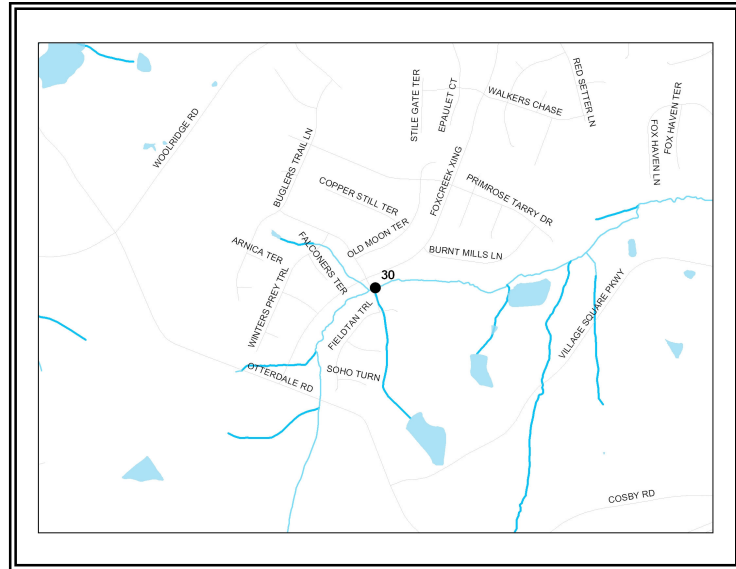 RED SETTER LN
STILE GATE TER
EPAULET CT
WALKERS CHASE
FOX HAVEN TER
WOOLRIDGE RD
FOX HAVEN LN
BUGLERS TRAIL LN
FOXCREEK XING
COPPER STILL TER
PRIMROSE TARRY DR
OLD MOON TER
ARNICA TER
FALCONERS TER
BURNT MILLS LN
30
WINTERS PREY TRL
FIELDTAN TRL
VILLAGE SQUARE PKWY
OTTERDALE RD
SOHO TURN
COSBY RD